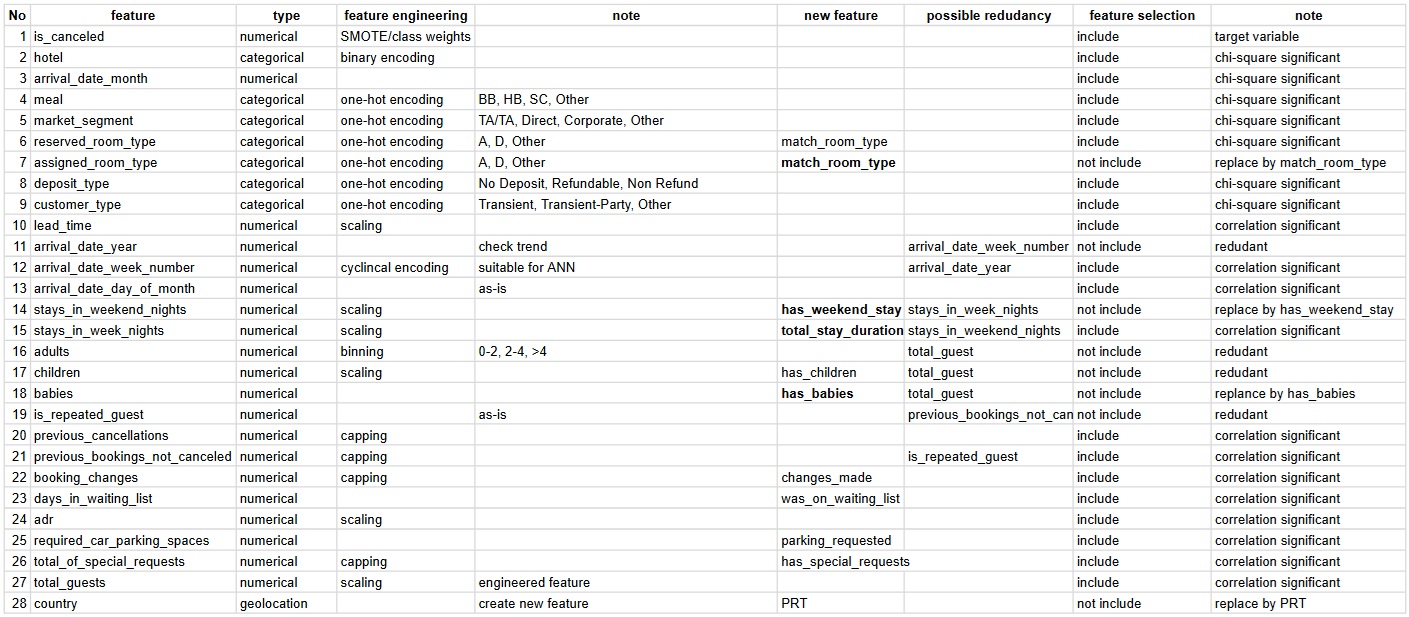 No feature type feature engineering note new feature possible redudancy feature selection note
1 is_canceled numerical SMOTE/class weights include target variable
2 hotel categorical binary encoding include chi-square significant
3 arrival_date_month numerical include chi-square significant
4 meal categorical one-hot encoding BB, HB, SC, Other include chi-square significant
5 market_segment categorical one-hot encoding TA/TA, Direct, Corporate, Other include chi-square significant
6 reserved_room_type categorical one-hot encoding A, D, Other match_room_type include chi-square significant
7 assigned_room_type categorical one-hot encoding A, D, Other match_room_type not include replace by match_room_type
8 deposit_type categorical one-hot encoding No Deposit, Refundable, Non Refund include chi-square significant
9 customer_type categorical one-hot encoding Transient, Transient-Party, Other include chi-square significant
10 lead_time numerical scaling include correlation significant
11 arrival_date_year numerical check trend arrival_date_week_number not include redudant
12 arrival_date_week_number numerical cyclincal encoding suitable for ANN arrival_date_year include correlation significant
13 arrival_date_day_of_month numerical as-is include correlation significant
14 stays_in_weekend_nights numerical scaling has_weekend_stay stays_in_week_nights not include replace by has_weekend_stay
15 stays_in_week_nights numerical scaling total_stay_duration stays_in_weekend_nights include correlation significant
16 adults numerical binning 0-2, 2-4, >4 total_guest not include redudant
17 children numerical scaling has_children total_guest not include redudant
18 babies numerical has_babies total_guest not include replance by has_babies
19 is_repeated_guest numerical as-is previous_bookings_not_can not include redudant
20 previous_cancellations numerical capping include correlation significant
21 previous_bookings_not_canceled numerical capping is_repeated_guest include correlation significant
22 booking_changes numerical capping changes_made include correlation significant
23 days_in_waiting_list numerical was_on_waiting_list include correlation significant
24 adr numerical scaling include correlation significant
25 required_car_parking_spaces numerical parking_requested include correlation significant
26 total_of_special_requests numerical capping has_special_requests include correlation significant
27 total_guests numerical scaling engineered feature include correlation significant
28 country geolocation create new feature PRT not include replace by PRT